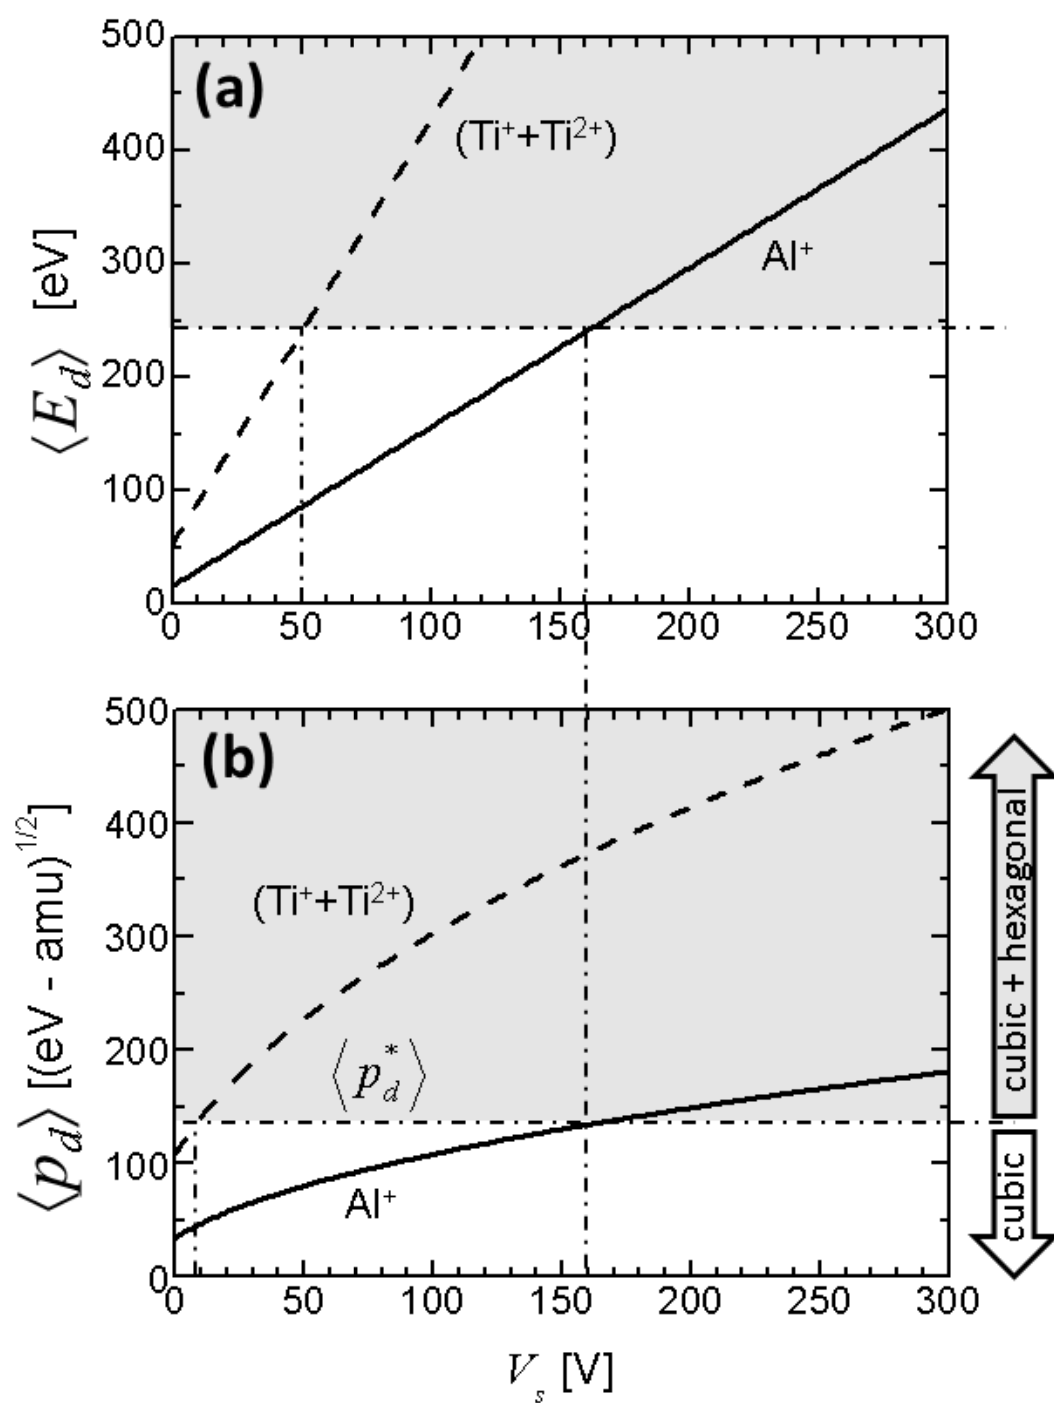 (a)
500
400
300
200
100
0
⟨E_d⟩ [eV]
(Ti⁺+Ti²⁺)
Al⁺
0 50 100 150 200 250 300
(b)
500
400
300
200
100
0
⟨p_d⟩ [(eV - amu)^1/2]
(Ti⁺+Ti²⁺)
⟨p_d^*⟩
Al⁺
cubic + hexagonal
cubic
0 50 100 150 200 250 300
V_s [V]